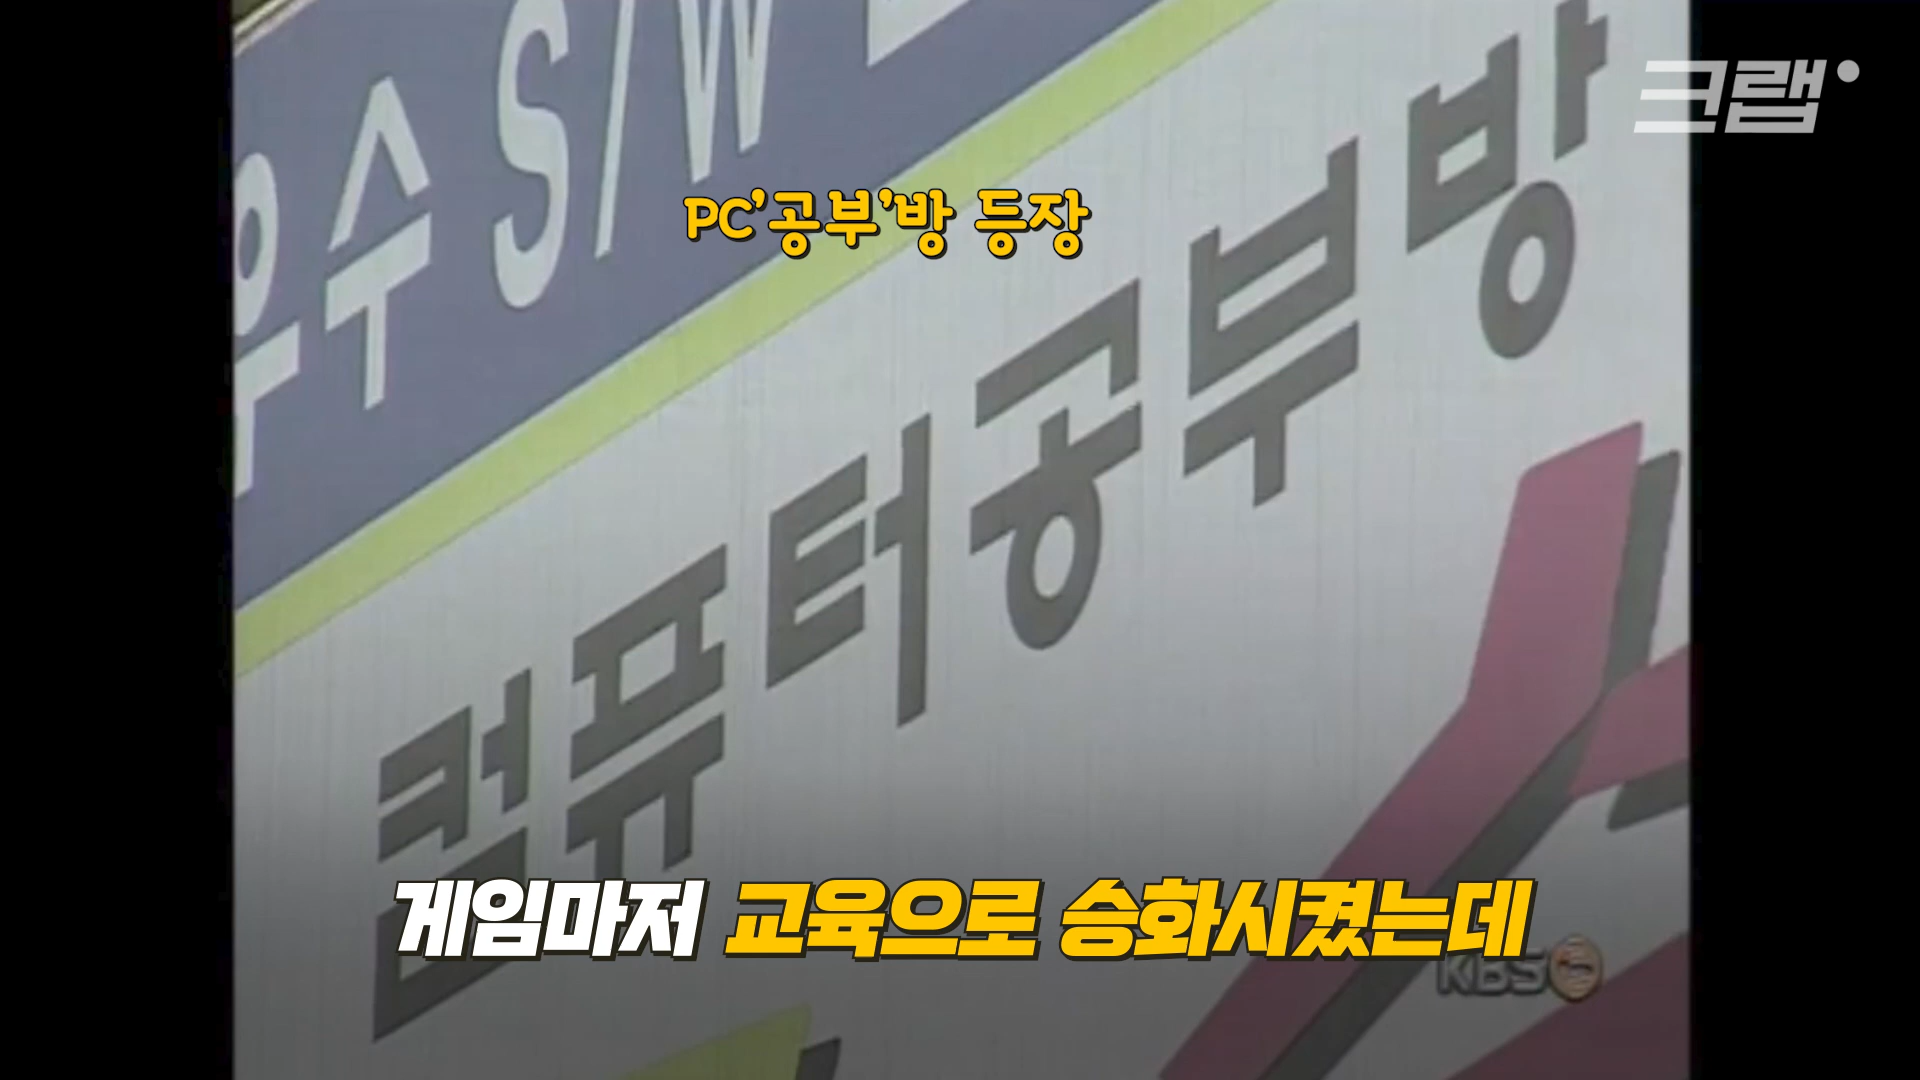 우수 S/W
크랩
PC'공부'방 등장
컴퓨터공부방
게임마저 교육으로 승화시켰는데
KBS